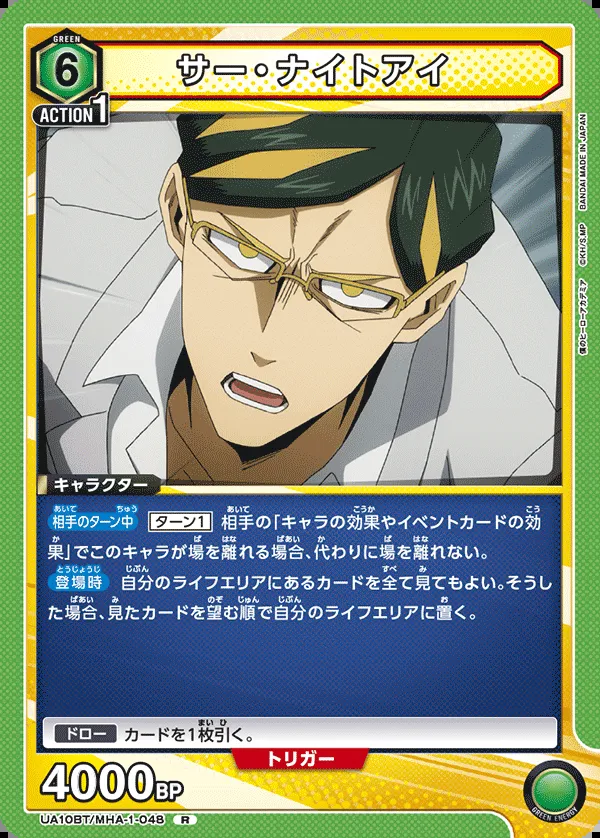 GREEN
6
サー・ナイトアイ
ACTION1
BANDAI MADE IN JAPAN
©KH/S,MP
僕のヒーローアカデミア
キャラクター
相手のターン中 ターン1 相手の「キャラの効果やイベントカードの効
果」でこのキャラが場を離れる場合、代わりに場を離れない。
登場時 自分のライフエリアにあるカードを全て見てもよい。そうし
た場合、見たカードを望む順で自分のライフエリアに置く。
ドロー カードを1枚引く。
トリガー
4000BP
UA10BT/MHA-1-048 R
GREEN ENERGY